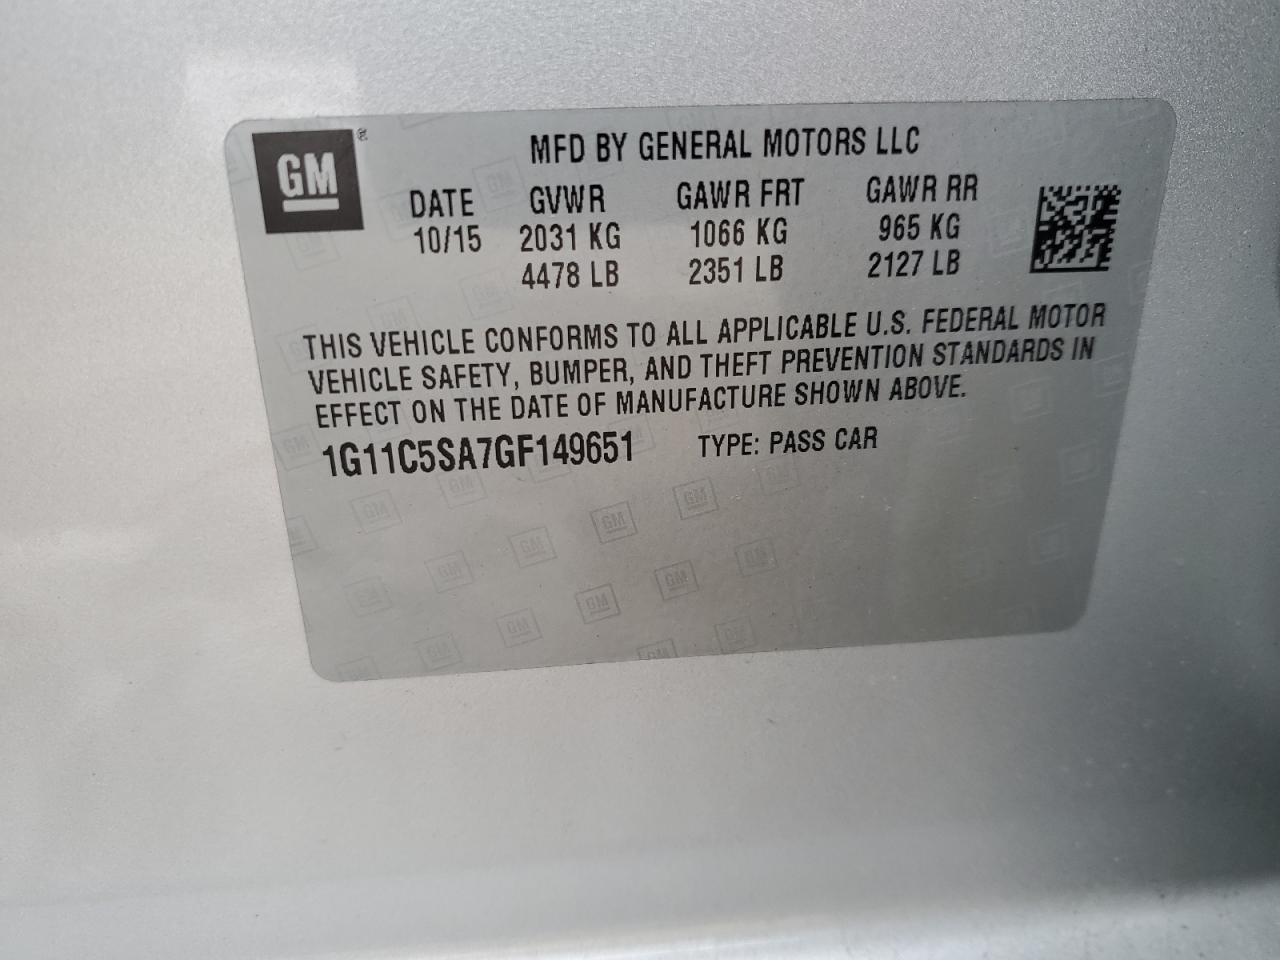 GM®
MFD BY GENERAL MOTORS LLC
DATE GVWR GAWR FRT GAWR RR
10/15 2031 KG 1066 KG 965 KG
4478 LB 2351 LB 2127 LB
THIS VEHICLE CONFORMS TO ALL APPLICABLE U.S. FEDERAL MOTOR
VEHICLE SAFETY, BUMPER, AND THEFT PREVENTION STANDARDS IN
EFFECT ON THE DATE OF MANUFACTURE SHOWN ABOVE.
1G11C5SA7GF149651 TYPE: PASS CAR